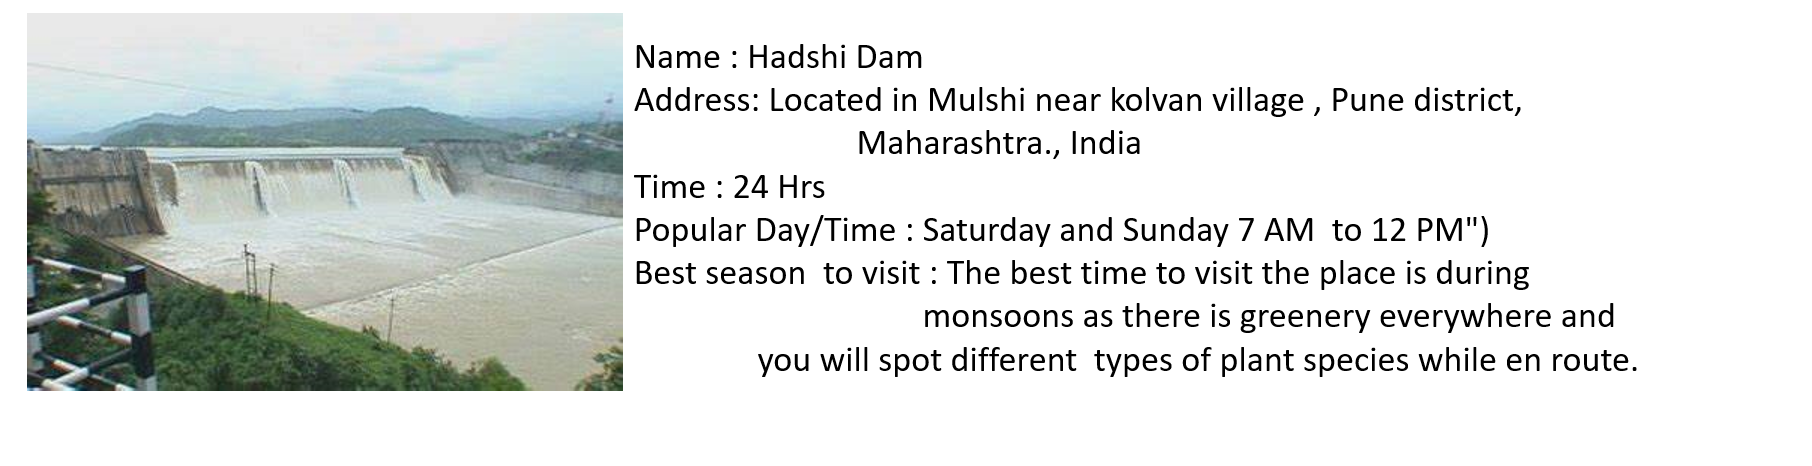 Name : Hadshi Dam
Address: Located in Mulshi near kolvan village , Pune district,
Maharashtra., India
Time : 24 Hrs
Popular Day/Time : Saturday and Sunday 7 AM  to 12 PM")
Best season  to visit : The best time to visit the place is during
monsoons as there is greenery everywhere and
you will spot different  types of plant species while en route.